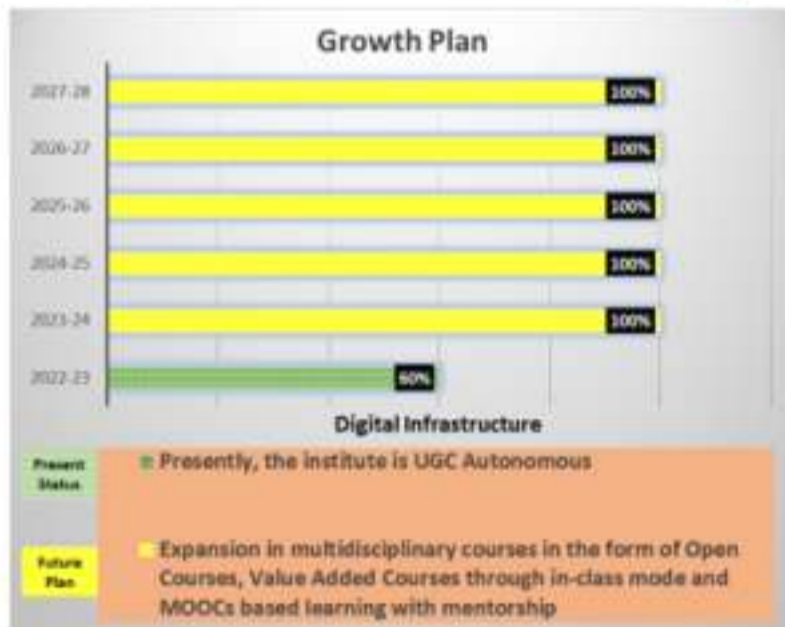 Growth Plan
2027-28
100%
2026-27
100%
2025-26
100%
2024-25
100%
2023-24
100%
2022-23
60%
Digital Infrastructure
Present
Status
Presently, the institute is UGC Autonomous
Future
Plan
Expansion in multidisciplinary courses in the form of Open
Courses, Value Added Courses through in-class mode and
MOOCs based learning with mentorship